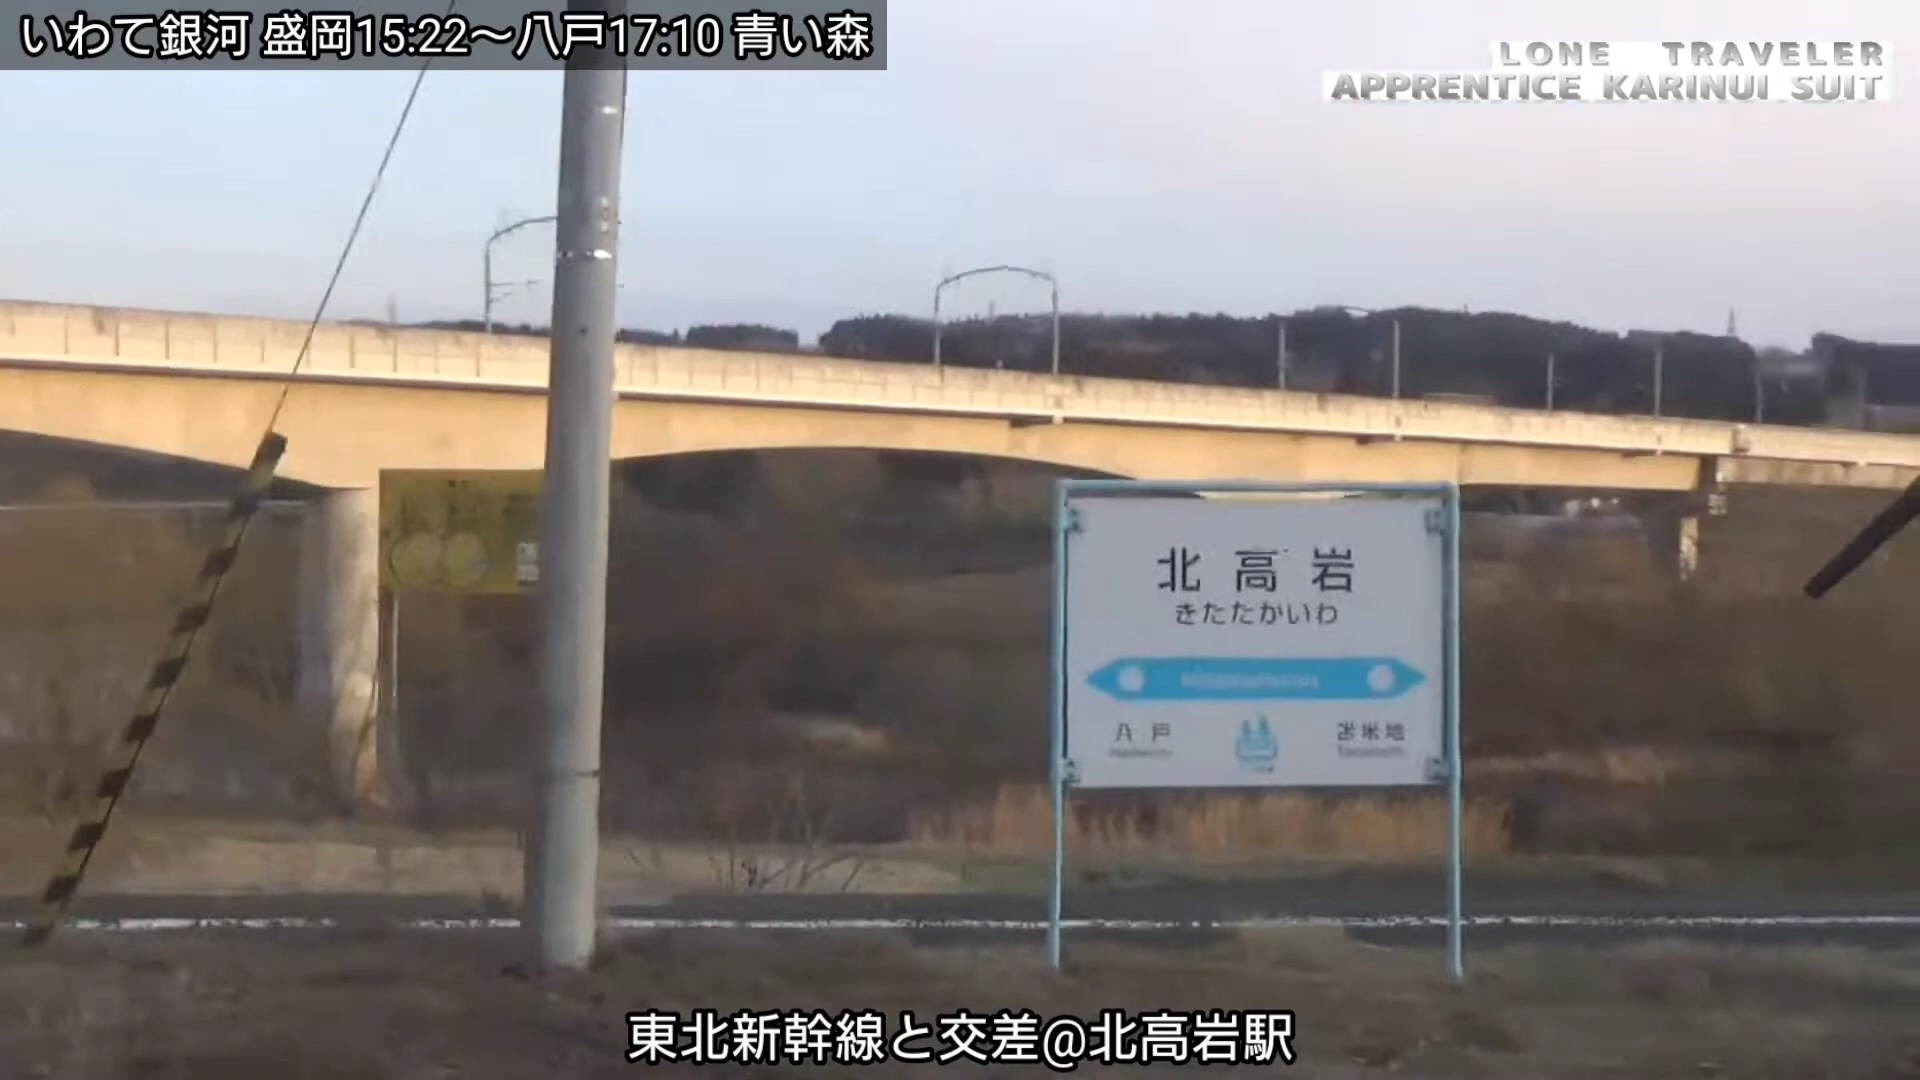 いわて銀河 盛岡15:22〜八戸17:10 青い森
LONE TRAVELER
APPRENTICE KARINUI SUIT
北高岩
きたたかいわ
八戸
苫米地
東北新幹線と交差@北高岩駅